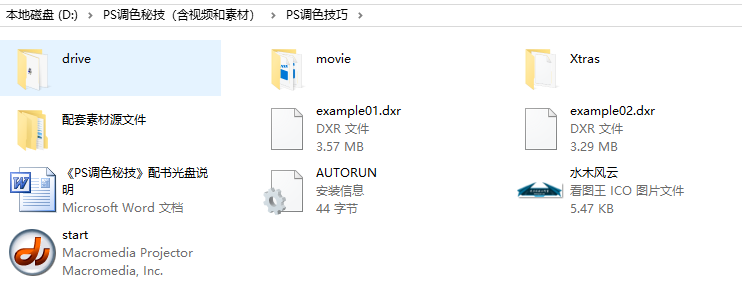 本地磁盘 (D:) > PS调色秘技（含视频和素材） > PS调色技巧 >
drive
movie
Xtras
配套素材源文件
example01.dxr
DXR 文件
3.57 MB
example02.dxr
DXR 文件
3.29 MB
《PS调色秘技》配书光盘说
明
Microsoft Word 文档
AUTORUN
安装信息
44 字节
水木风云
看图王 ICO 图片文件
5.47 KB
start
Macromedia Projector
Macromedia, Inc.